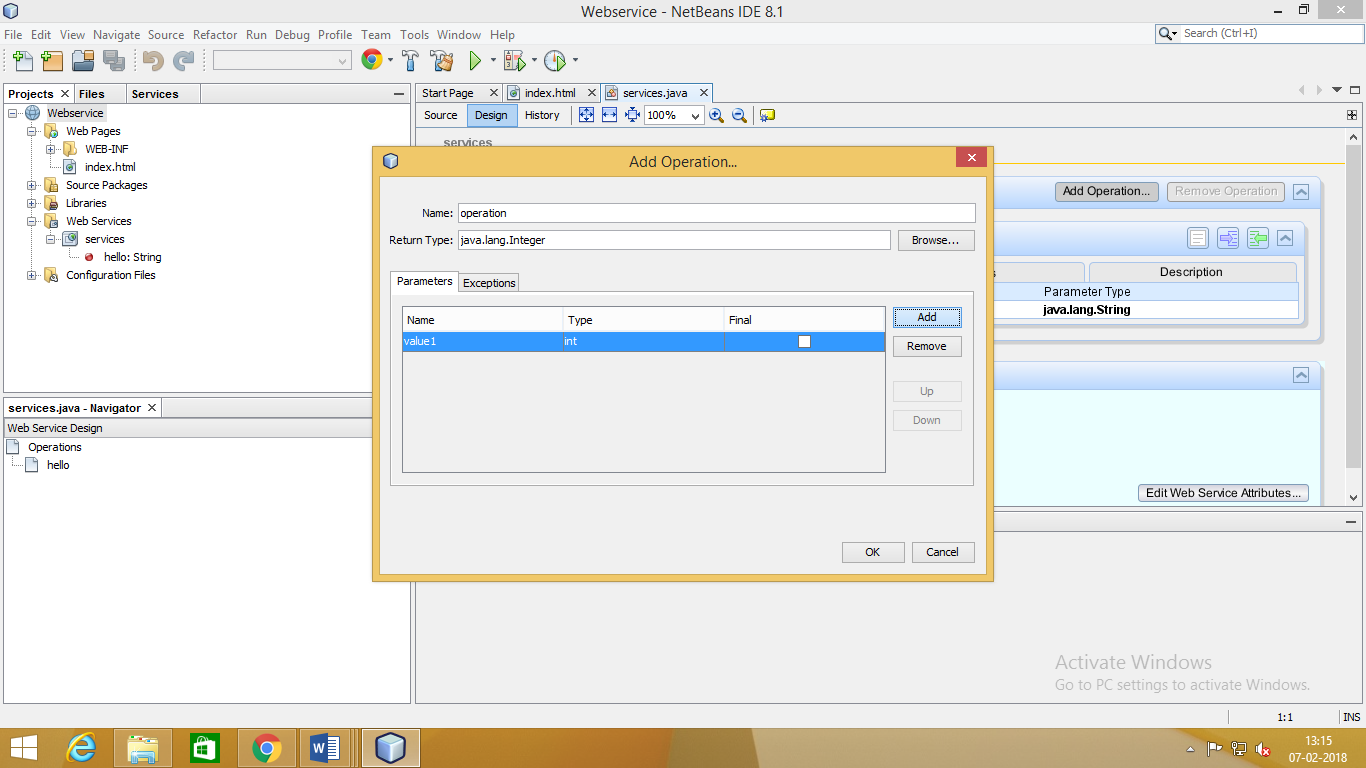 Webservice - NetBeans IDE 8.1
File Edit View Navigate Source Refactor Run Debug Profile Team Tools Window Help
Search (Ctrl+I)
Projects Files Services
Webservice
Web Pages
WEB-INF
index.html
Source Packages
Libraries
Web Services
services
hello: String
Configuration Files
services.java - Navigator
Web Service Design
Operations
hello
Start Page index.html services.java
Source Design History 100%
services
Add Operation... Remove Operation
s Description
Parameter Type
java.lang.String
Edit Web Service Attributes...
Add Operation...
Name: operation
Return Type: java.lang.Integer Browse...
Parameters Exceptions
Name Type Final
value1 int
Add
Remove
Up
Down
OK Cancel
Activate Windows
Go to PC settings to activate Windows.
1:1 INS
13:15
07-02-2018